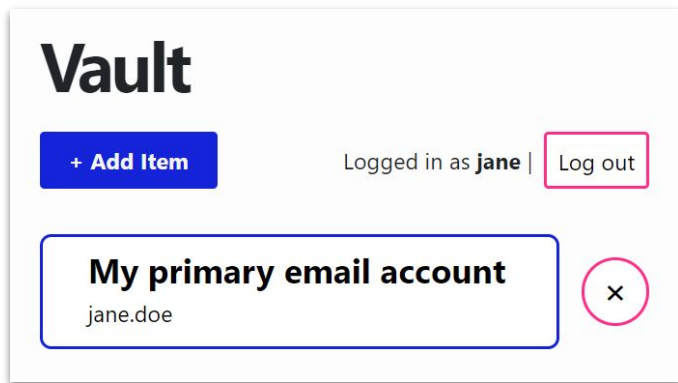 Vault
+ Add Item
Logged in as jane | Log out
My primary email account
jane.doe
×